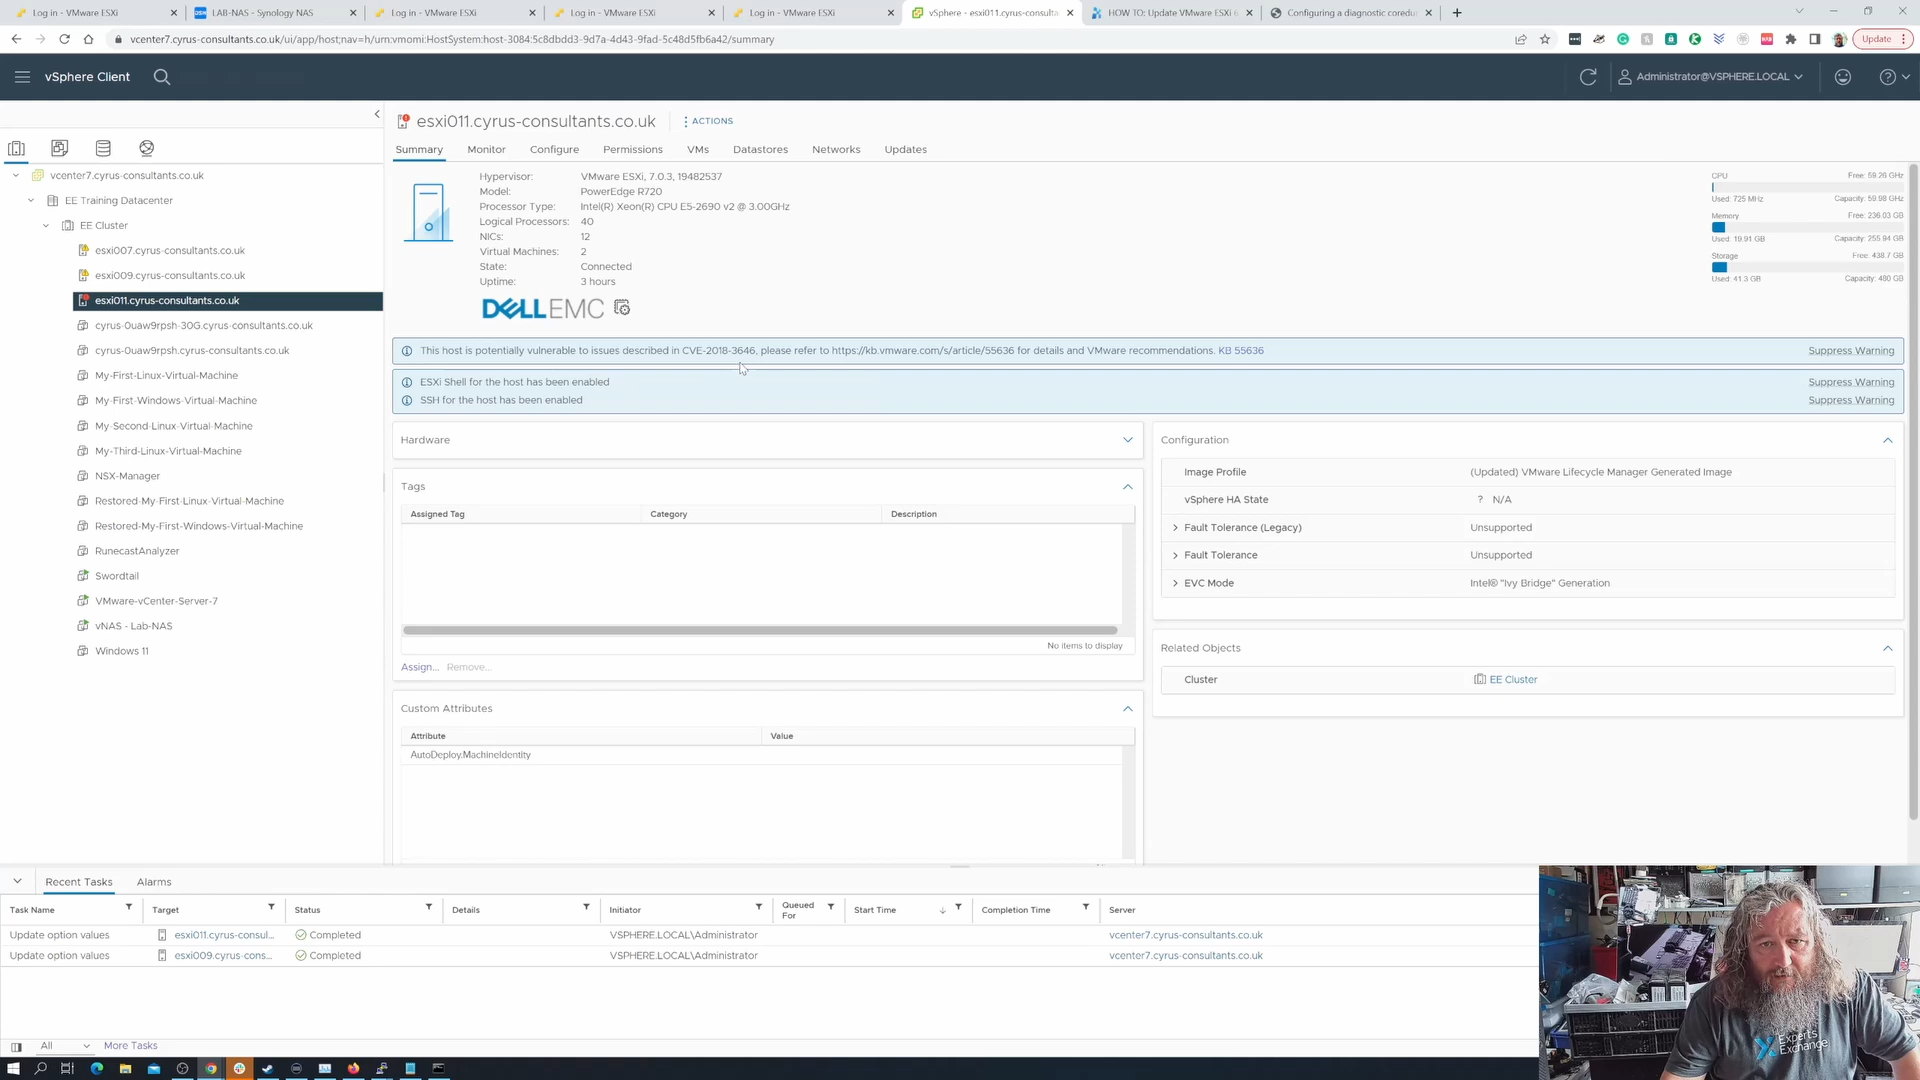 Log in - VMware ESXi
LAB-NAS - Synology NAS
Log in - VMware ESXi
Log in - VMware ESXi
Log in - VMware ESXi
vSphere - esxi011.cyrus-consulta
HOW TO: Update VMware ESXi 6
Configuring a diagnostic coredu
vcenter7.cyrus-consultants.co.uk/ui/app/host;nav=h/urn:vmomi:HostSystem:host-3084:5c8dbdd3-9d7a-4d43-9fad-5c48d5fb6a42/summary
Update
vSphere Client
Administrator@VSPHERE.LOCAL
esxi011.cyrus-consultants.co.uk
ACTIONS
Summary Monitor Configure Permissions VMs Datastores Networks Updates
vcenter7.cyrus-consultants.co.uk
EE Training Datacenter
EE Cluster
esxi007.cyrus-consultants.co.uk
esxi009.cyrus-consultants.co.uk
esxi011.cyrus-consultants.co.uk
cyrus-0uaw9rpsh-30G.cyrus-consultants.co.uk
cyrus-0uaw9rpsh.cyrus-consultants.co.uk
My-First-Linux-Virtual-Machine
My-First-Windows-Virtual-Machine
My-Second-Linux-Virtual-Machine
My-Third-Linux-Virtual-Machine
NSX-Manager
Restored-My-First-Linux-Virtual-Machine
Restored-My-First-Windows-Virtual-Machine
RunecastAnalyzer
Swordtail
VMware-vCenter-Server-7
vNAS - Lab-NAS
Windows 11
Hypervisor: VMware ESXi, 7.0.3, 19482537
Model: PowerEdge R720
Processor Type: Intel(R) Xeon(R) CPU E5-2690 v2 @ 3.00GHz
Logical Processors: 40
NICs: 12
Virtual Machines: 2
State: Connected
Uptime: 3 hours
DELLEMC
CPU Free: 59.26 GHz
Used: 725 MHz Capacity: 59.98 GHz
Memory Free: 236.03 GB
Used: 19.91 GB Capacity: 255.94 GB
Storage Free: 438.7 GB
Used: 41.3 GB Capacity: 480 GB
This host is potentially vulnerable to issues described in CVE-2018-3646, please refer to https://kb.vmware.com/s/article/55636 for details and VMware recommendations. KB 55636 Suppress Warning
ESXi Shell for the host has been enabled Suppress Warning
SSH for the host has been enabled Suppress Warning
Hardware
Tags
Assigned Tag Category Description
No items to display
Assign... Remove...
Custom Attributes
Attribute Value
AutoDeploy.MachineIdentity
Configuration
Image Profile (Updated) VMware Lifecycle Manager Generated Image
vSphere HA State ? N/A
Fault Tolerance (Legacy) Unsupported
Fault Tolerance Unsupported
EVC Mode Intel® "Ivy Bridge" Generation
Related Objects
Cluster EE Cluster
Recent Tasks Alarms
Task Name Target Status Details Initiator Queued For Start Time Completion Time Server
Update option values esxi011.cyrus-consul... Completed VSPHERE.LOCAL\Administrator vcenter7.cyrus-consultants.co.uk
Update option values esxi009.cyrus-cons... Completed VSPHERE.LOCAL\Administrator vcenter7.cyrus-consultants.co.uk
All More Tasks
Experts
Exchange